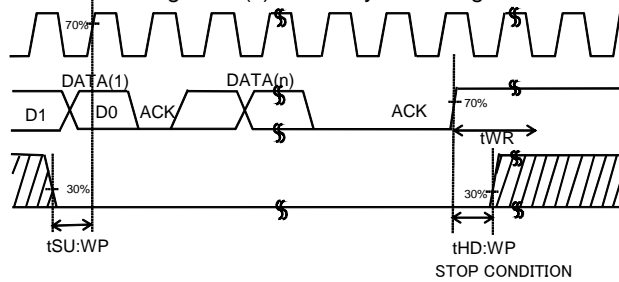 70%
DATA(1) DATA(n)
D1 D0 ACK ACK 70%
tWR
30% 30%
tSU:WP tHD:WP
STOP CONDITION